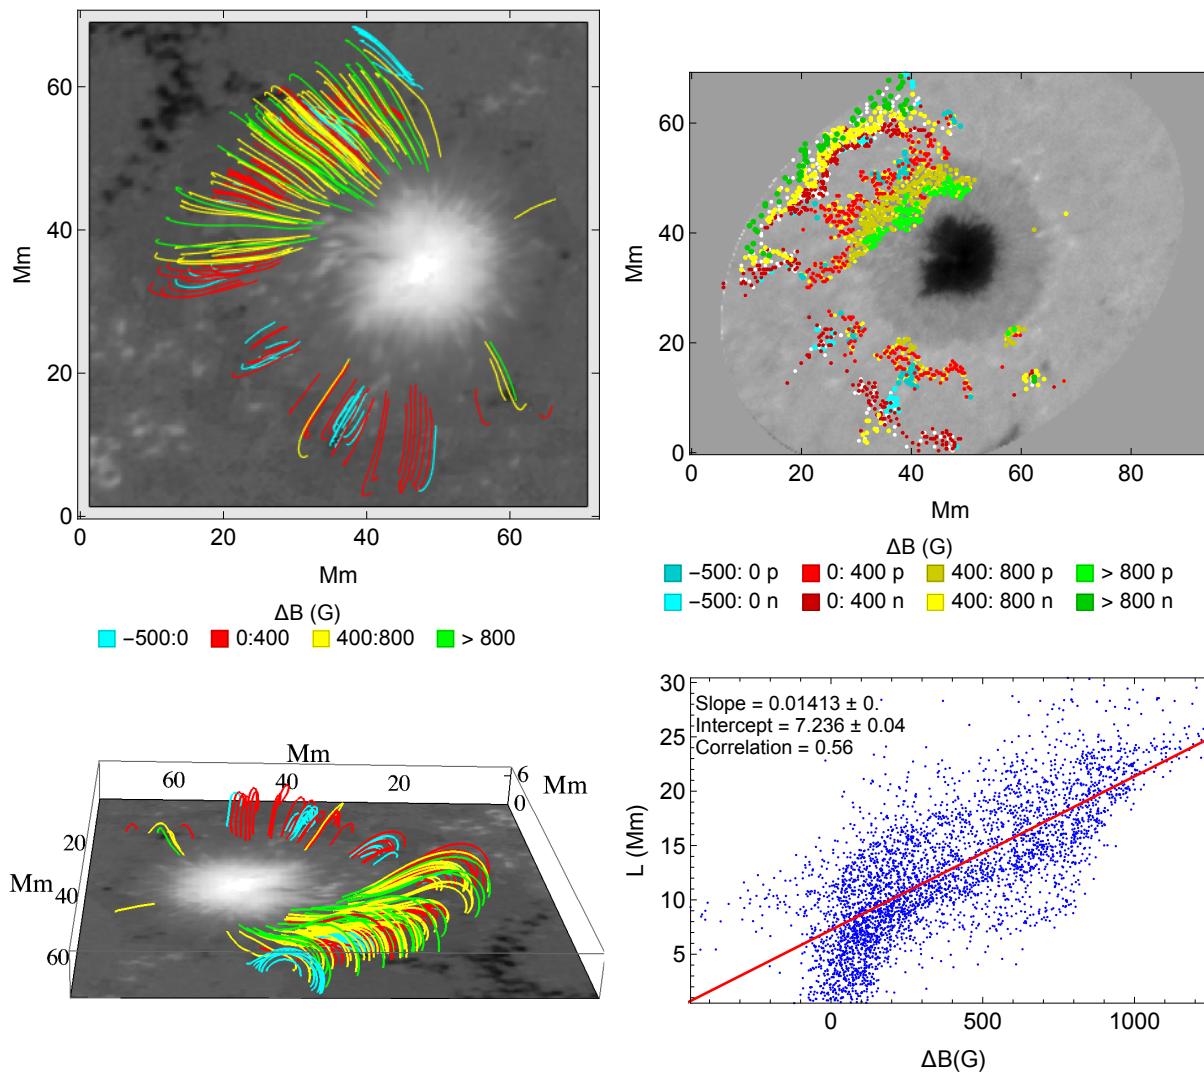 60
40
20
0
Mm
0
20
40
60
Mm
ΔB (G)
−500:0 0:400 400:800 > 800
60
40
20
0
Mm
0
20
40
60
80
Mm
ΔB (G)
−500: 0 p 0: 400 p 400: 800 p > 800 p
−500: 0 n 0: 400 n 400: 800 n > 800 n
Mm
60
40
20
6
0
Mm
20
Mm
40
60
30
25
20
15
10
5
L (Mm)
Slope = 0.01413 ± 0.
Intercept = 7.236 ± 0.04
Correlation = 0.56
0
500
1000
ΔB(G)